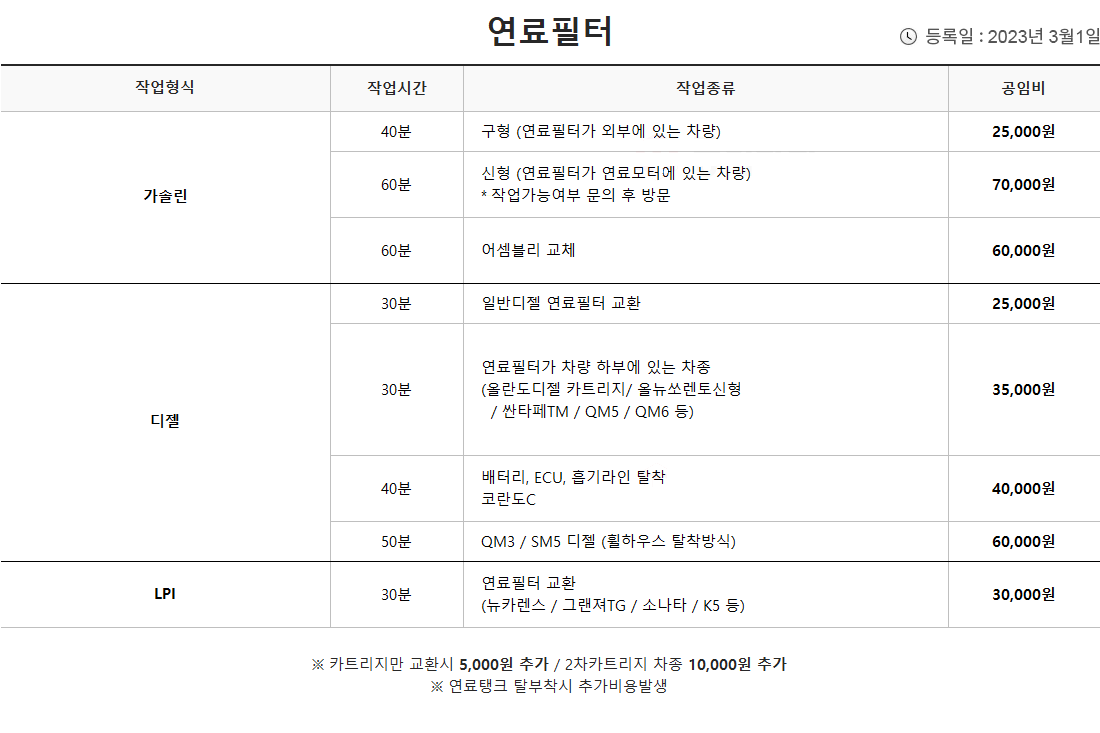 연료필터
등록일 : 2023년 3월1일
작업형식 작업시간 작업종류 공임비
가솔린
40분 구형 (연료필터가 외부에 있는 차량) 25,000원
60분 신형 (연료필터가 연료모터에 있는 차량) 70,000원
* 작업가능여부 문의 후 방문
60분 어셈블리 교체 60,000원
디젤
30분 일반디젤 연료필터 교환 25,000원
30분 연료필터가 차량 하부에 있는 차종 35,000원
(올란도디젤 카트리지/ 올뉴쏘렌토신형
/ 싼타페TM / QM5 / QM6 등)
40분 배터리, ECU, 흡기라인 탈착 40,000원
코란도C
50분 QM3 / SM5 디젤 (휠하우스 탈착방식) 60,000원
LPI
30분 연료필터 교환 30,000원
(뉴카렌스 / 그랜져TG / 소나타 / K5 등)
※ 카트리지만 교환시 5,000원 추가 / 2차카트리지 차종 10,000원 추가
※ 연료탱크 탈부착시 추가비용발생